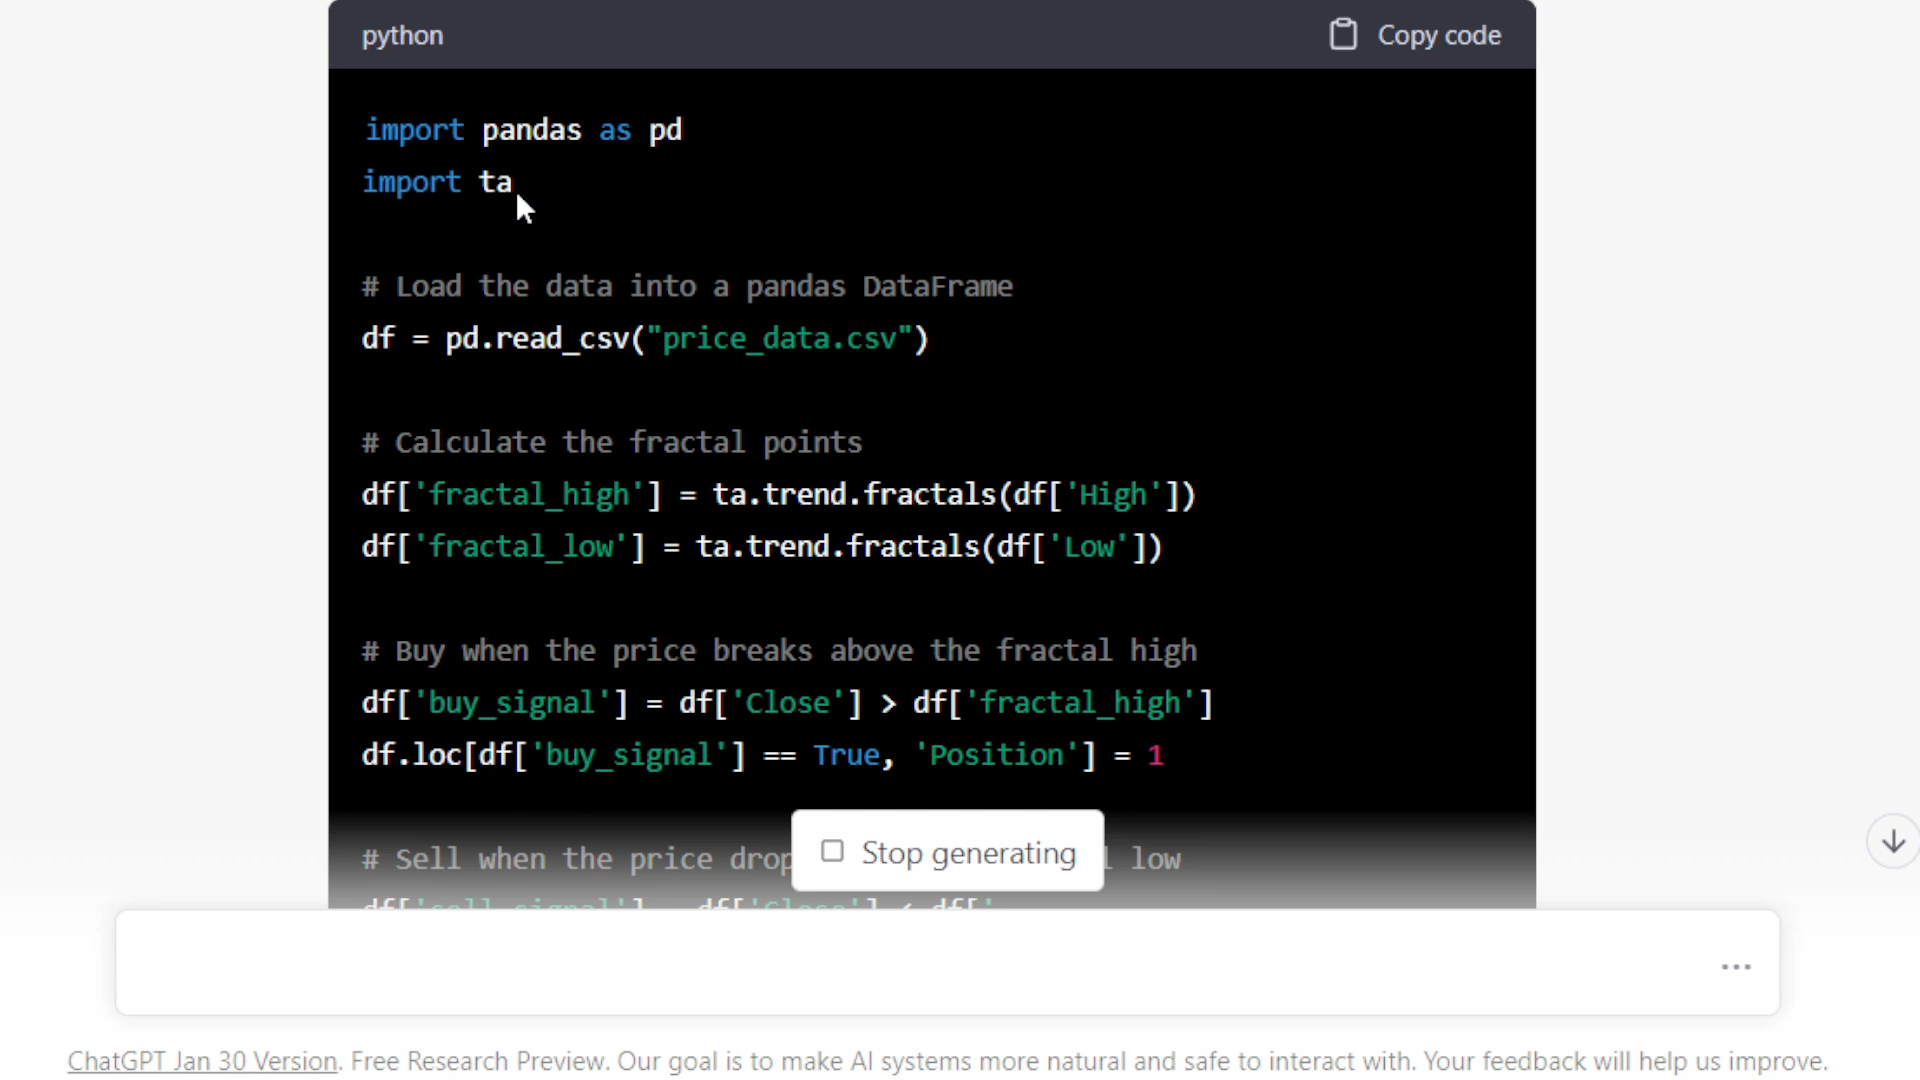 python
Copy code
import pandas as pd
import ta
# Load the data into a pandas DataFrame
df = pd.read_csv("price_data.csv")
# Calculate the fractal points
df['fractal_high'] = ta.trend.fractals(df['High'])
df['fractal_low'] = ta.trend.fractals(df['Low'])
# Buy when the price breaks above the fractal high
df['buy_signal'] = df['Close'] > df['fractal_high']
df.loc[df['buy_signal'] == True, 'Position'] = 1
# Sell when the price drop l low
Stop generating
df['sell_signal'] = df['Close'] < df['
ChatGPT Jan 30 Version. Free Research Preview. Our goal is to make AI systems more natural and safe to interact with. Your feedback will help us improve.